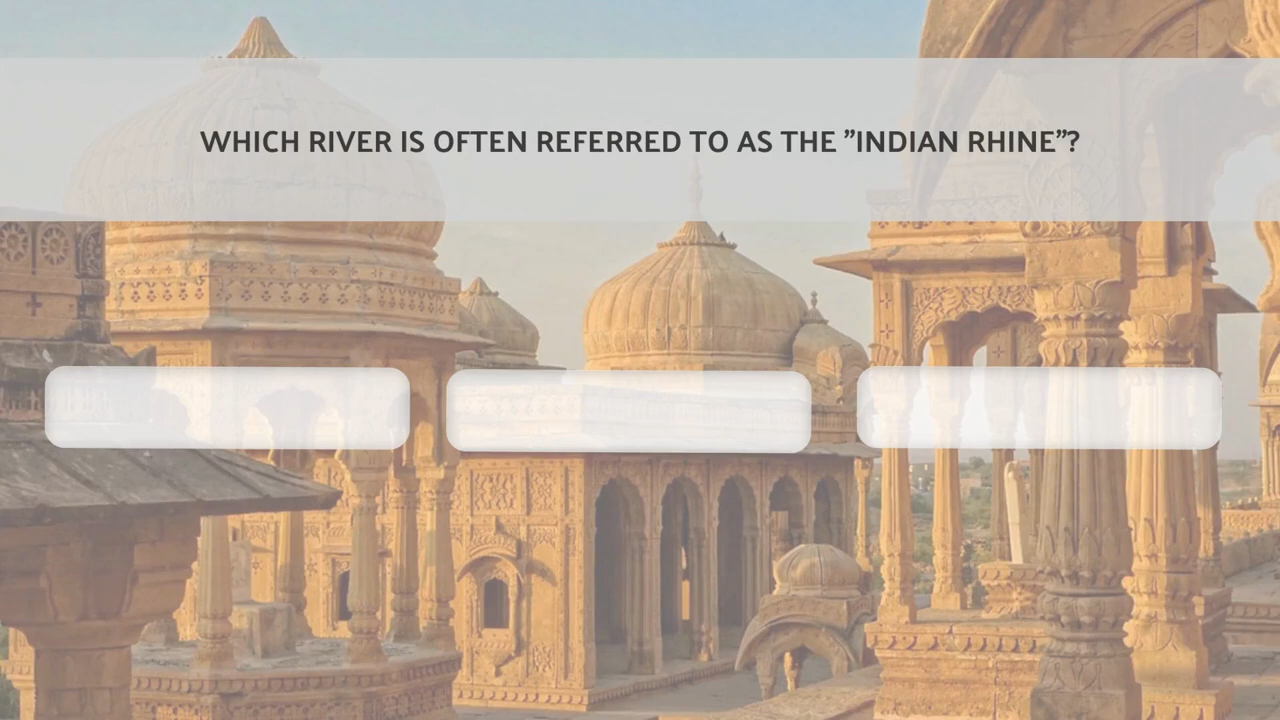 WHICH RIVER IS OFTEN REFERRED TO AS THE ”INDIAN RHINE”?